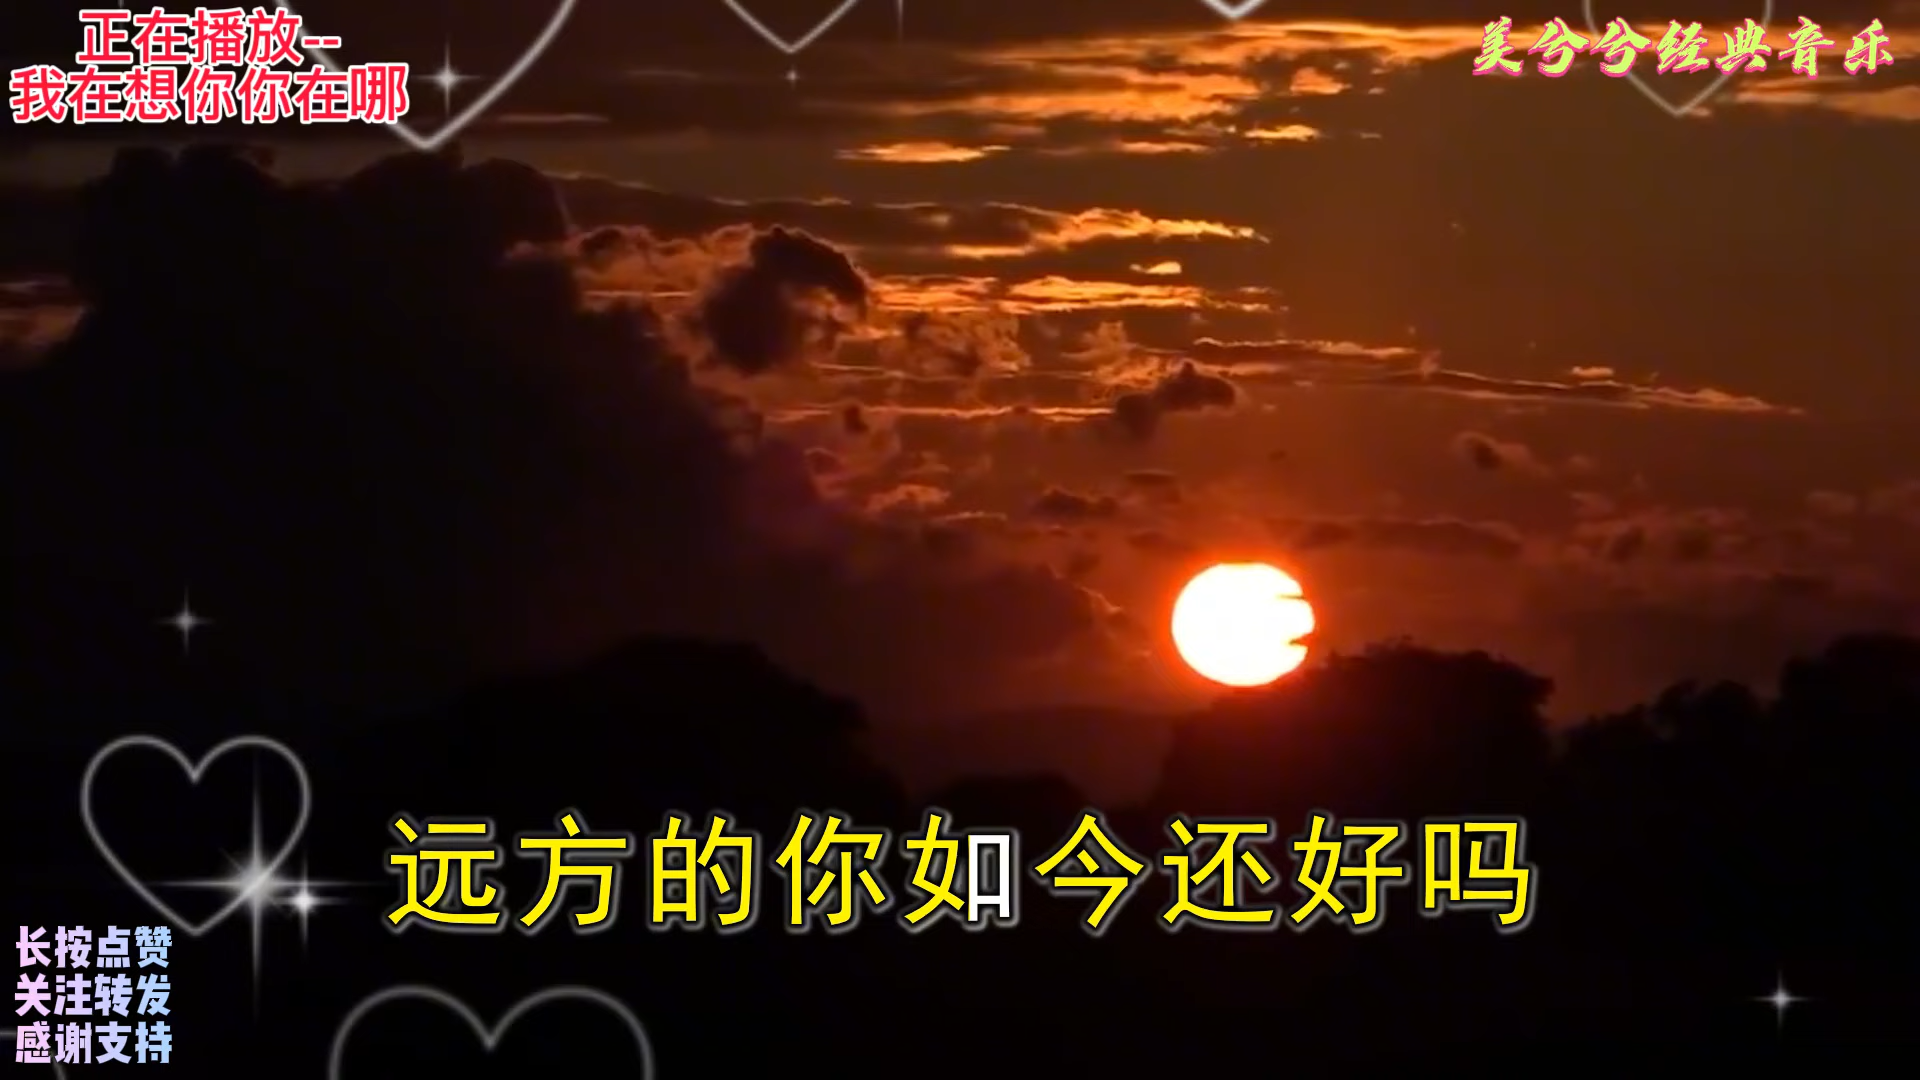 正在播放--
我在想你你在哪
美兮兮经典音乐
远方的你如今还好吗
长按点赞
关注转发
感谢支持